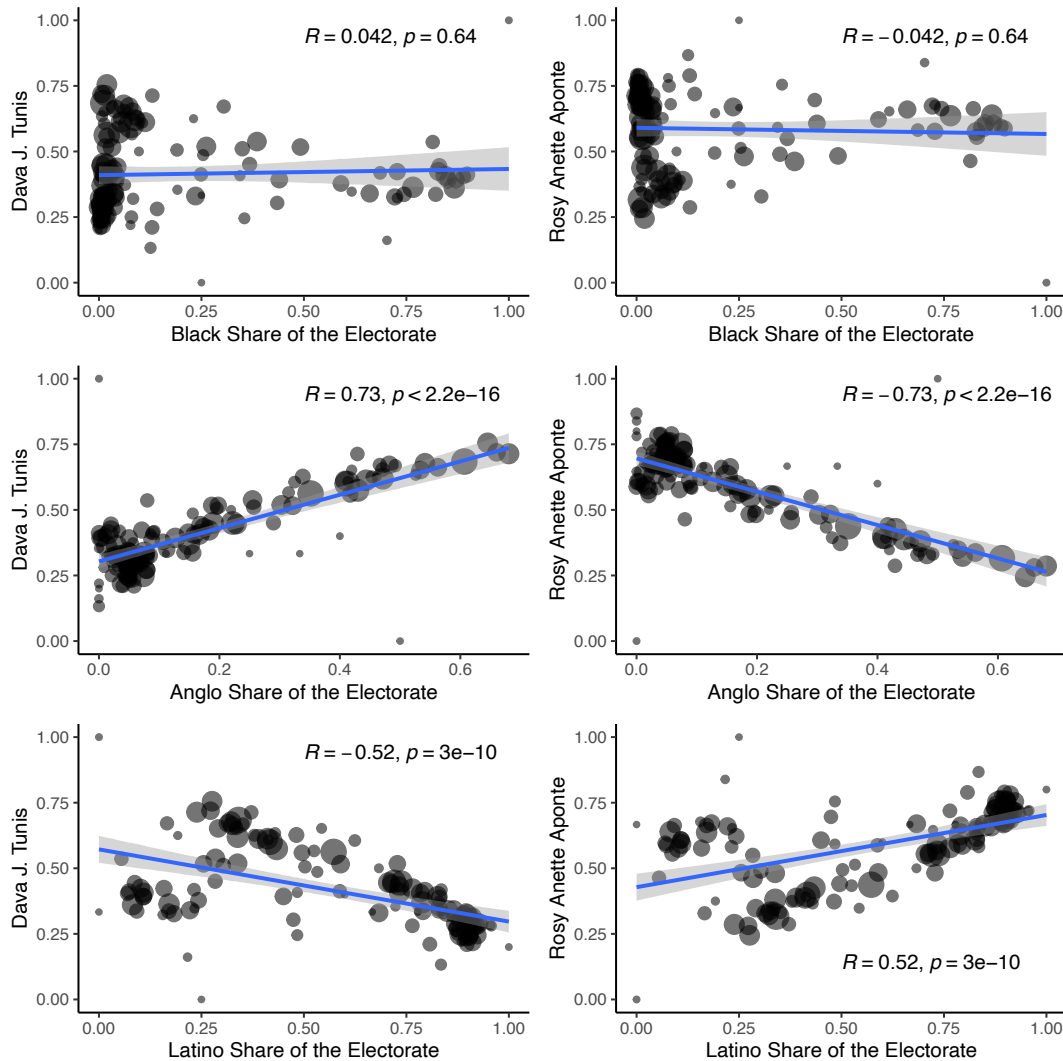 R = 0.042, p = 0.64
Dava J. Tunis
1.00
0.75
0.50
0.25
0.00
0.00 0.25 0.50 0.75 1.00
Black Share of the Electorate
R = −0.042, p = 0.64
Rosy Anette Aponte
1.00
0.75
0.50
0.25
0.00
0.00 0.25 0.50 0.75 1.00
Black Share of the Electorate
R = 0.73, p < 2.2e−16
Dava J. Tunis
1.00
0.75
0.50
0.25
0.00
0.0 0.2 0.4 0.6
Anglo Share of the Electorate
R = −0.73, p < 2.2e−16
Rosy Anette Aponte
1.00
0.75
0.50
0.25
0.00
0.0 0.2 0.4 0.6
Anglo Share of the Electorate
R = −0.52, p = 3e−10
Dava J. Tunis
1.00
0.75
0.50
0.25
0.00
0.00 0.25 0.50 0.75 1.00
Latino Share of the Electorate
R = 0.52, p = 3e−10
Rosy Anette Aponte
1.00
0.75
0.50
0.25
0.00
0.00 0.25 0.50 0.75 1.00
Latino Share of the Electorate